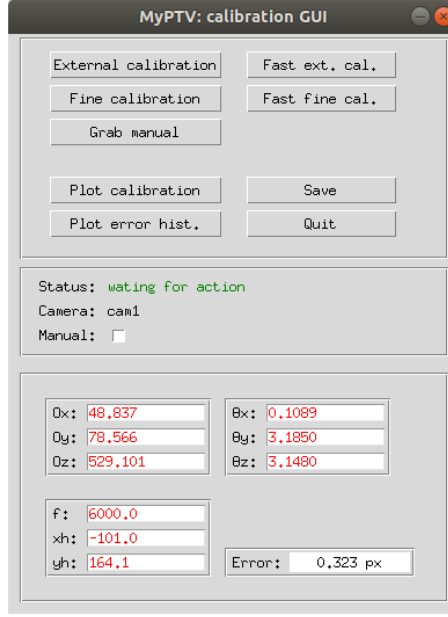 MyPTV: calibration GUI
External calibration Fast ext. cal.
Fine calibration Fast fine cal.
Grab manual
Plot calibration Save
Plot error hist. Quit
Status: wating for action
Camera: cam1
Manual:
Ox: 48.837 θx: 0.1089
Oy: 78.566 θy: 3.1850
Oz: 529.101 θz: 3.1480
f: 6000.0
xh: -101.0
yh: 164.1 Error: 0.323 px